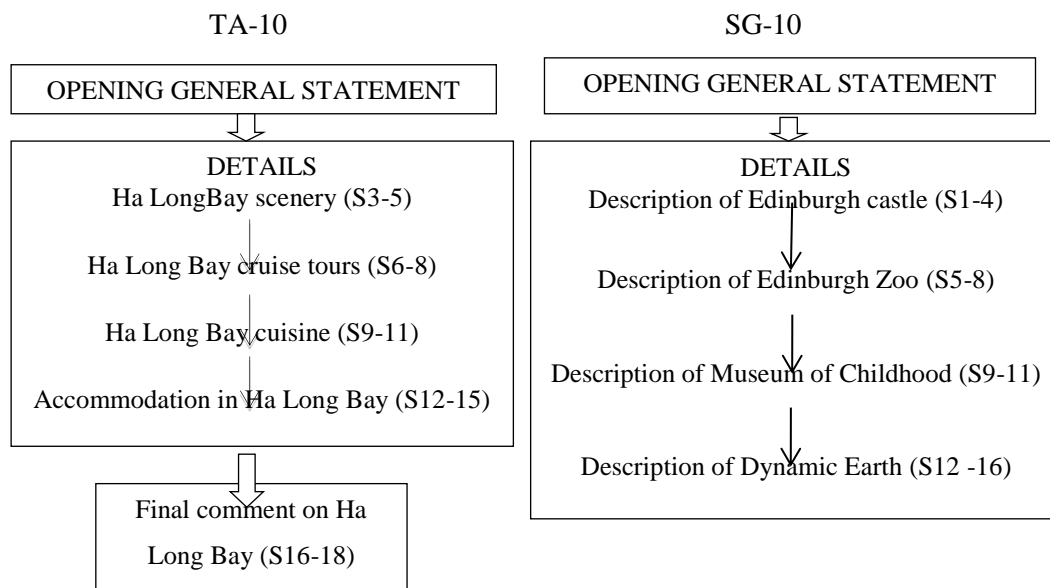 TA-10
OPENING GENERAL STATEMENT
DETAILS
Ha LongBay scenery (S3-5)
Ha Long Bay cruise tours (S6-8)
Ha Long Bay cuisine (S9-11)
Accommodation in Ha Long Bay (S12-15)
Final comment on Ha
Long Bay (S16-18)
SG-10
OPENING GENERAL STATEMENT
DETAILS
Description of Edinburgh castle (S1-4)
Description of Edinburgh Zoo (S5-8)
Description of Museum of Childhood (S9-11)
Description of Dynamic Earth (S12 -16)